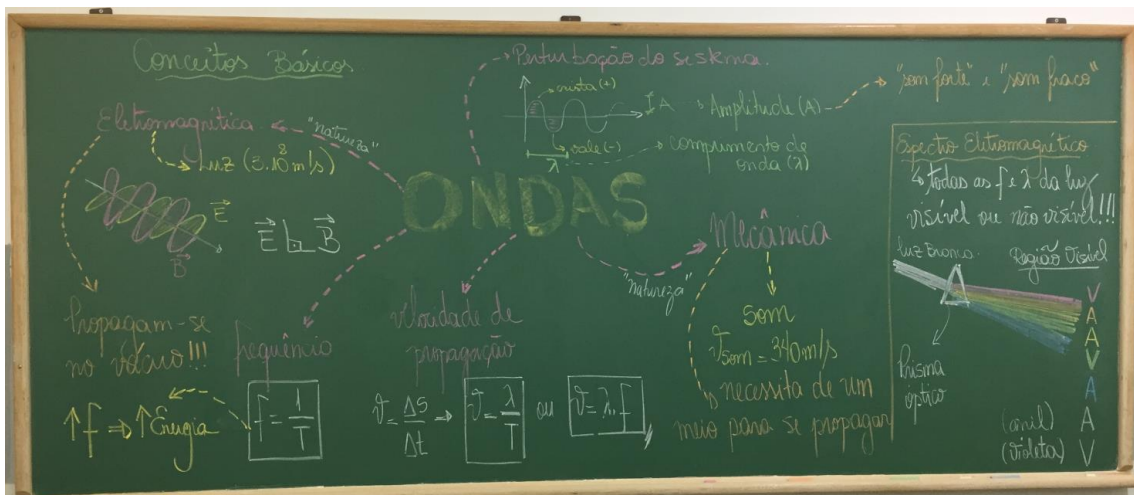 Conceitos Básicos
Eletromagnética
"natureza"
Luz (3.10⁸ m/s)
E
B
E B
Propagam-se
no vácuo!!!
↑f ⇒ ↑Energia
Perturbação do sistema.
crista (+)
A
vale (-)
λ
Amplitude (A)
"som forte" e "som fraco"
comprimento de
onda (λ)
ONDAS
frequência
f = 1/T
velocidade de
propagação
v = ΔS/Δt ⇒ v = λ/T ou v = λ.f
"natureza"
Mecânica
som
v som = 340 m/s
necessita de um
meio para se propagar
Espectro Eletromagnético
↳ todas as f e λ da luz
visível ou não visível!!!
luz branca
Região Visível
Prisma
óptico
V
A
A
V
A
(anil) A
(violeta) V